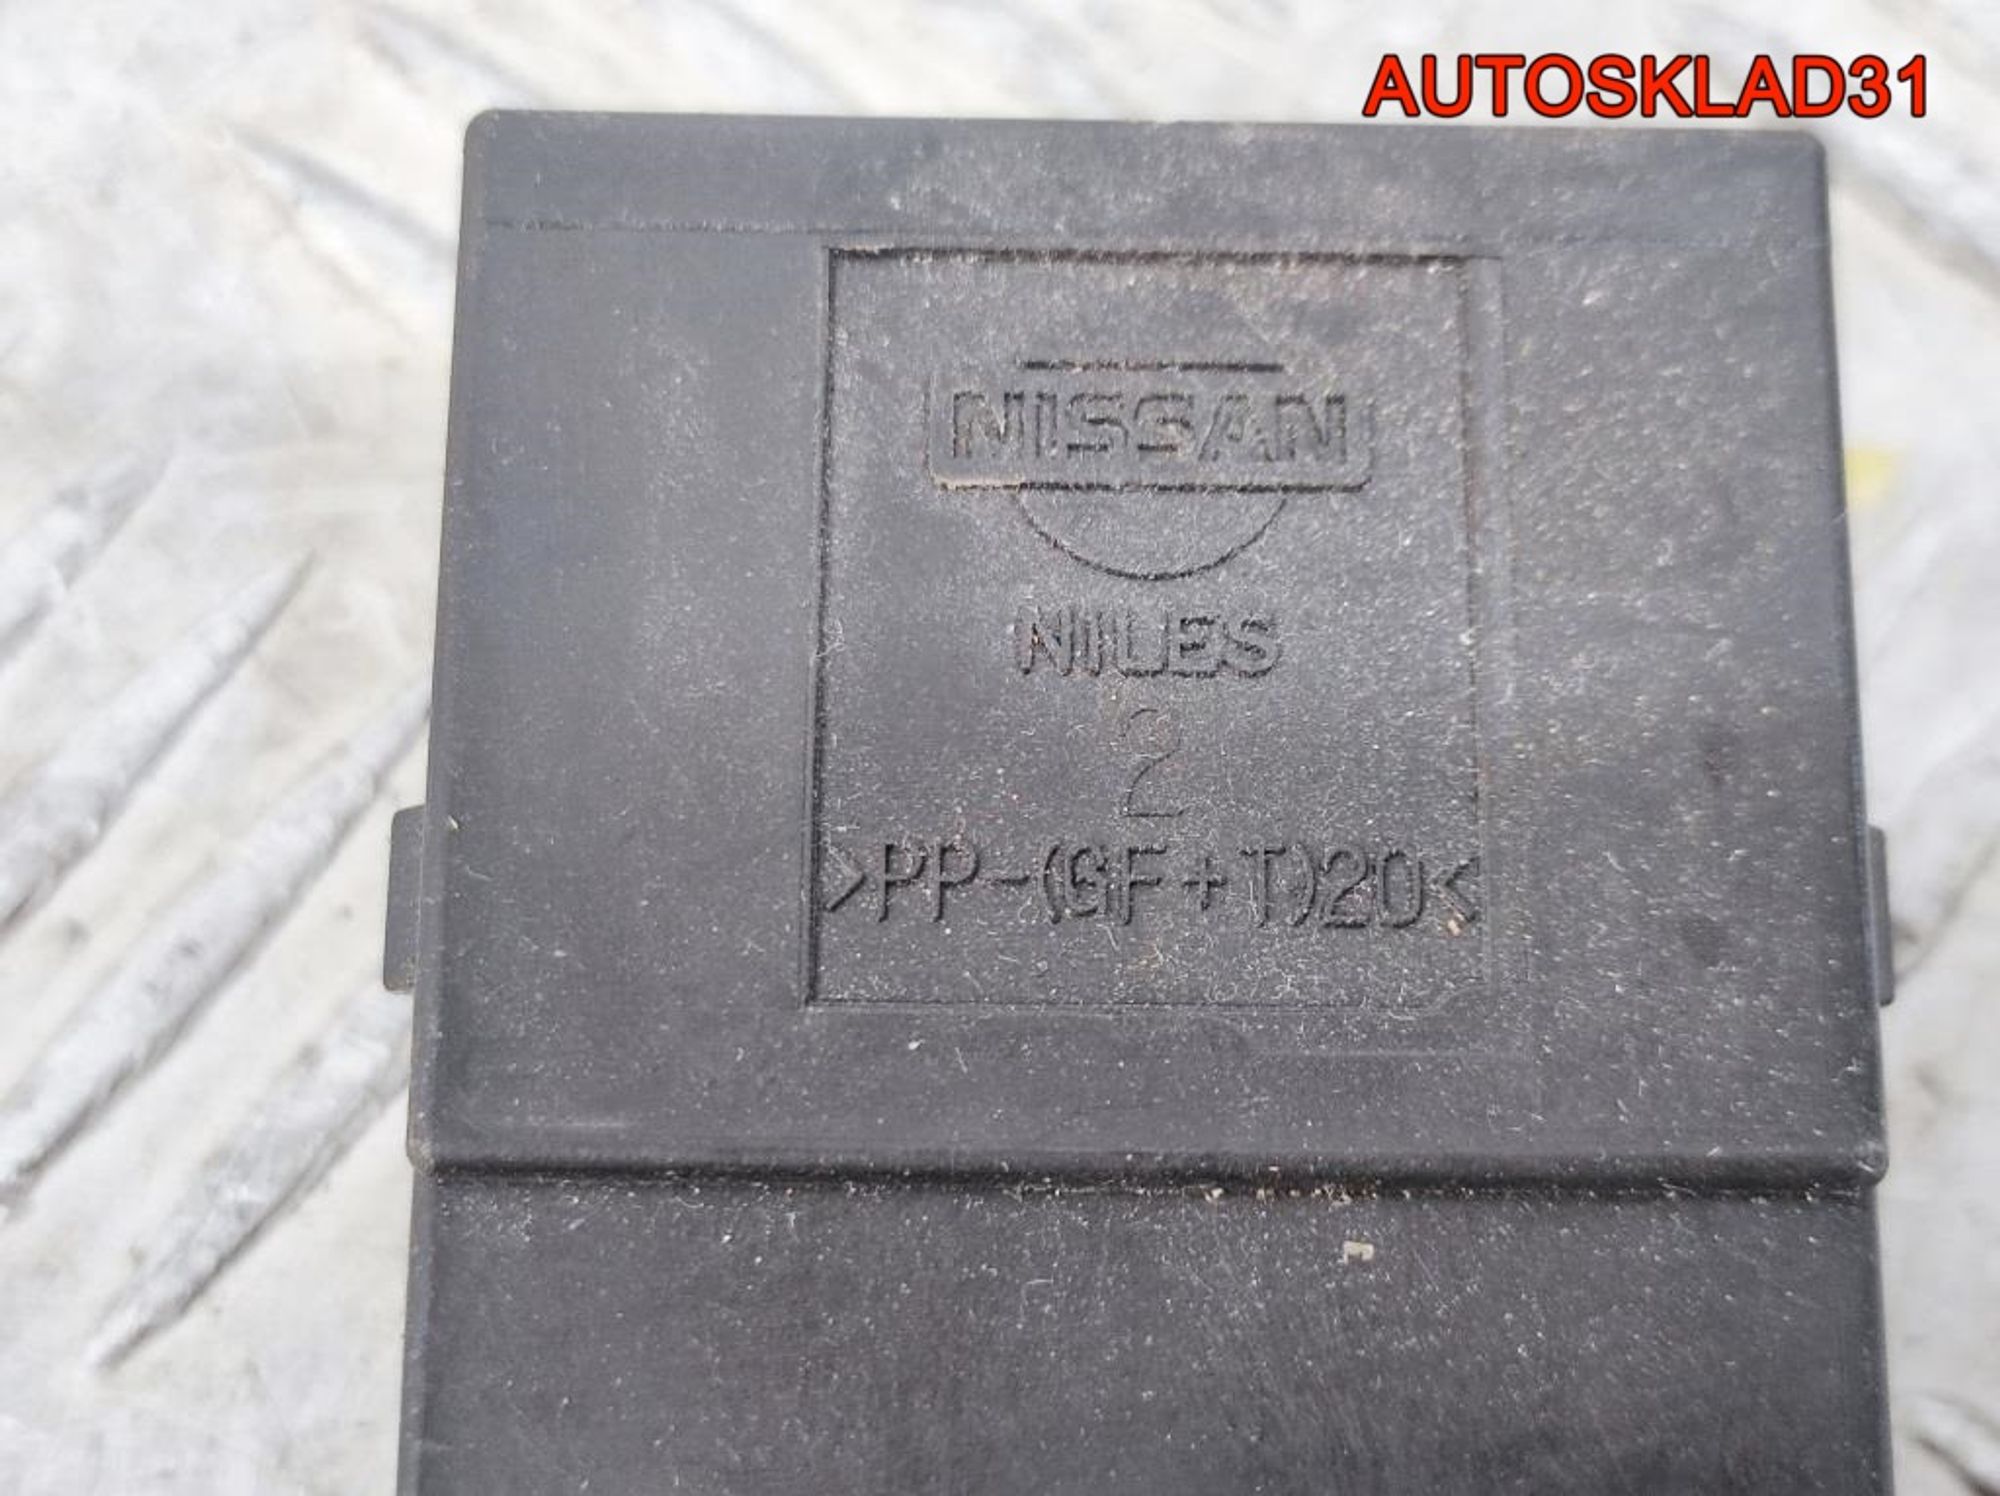 AUTOSKLAD31
NISSAN
NILES
2
>PP-(GF+T)20<